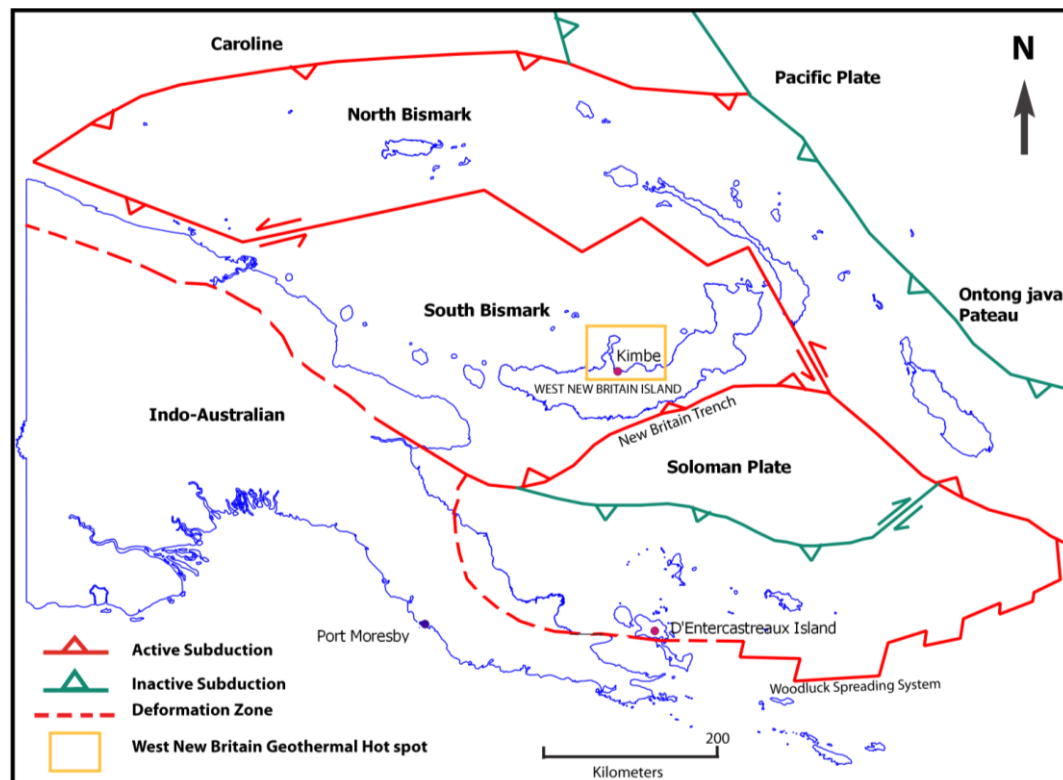 Caroline
N
Pacific Plate
North Bismark
South Bismark
Ontong java
Pateau
Kimbe
WEST NEW BRITAIN ISLAND
Indo-Australian
New Britain Trench
Soloman Plate
Port Moresby
D'Entercastreaux Island
Woodluck Spreading System
Active Subduction
Inactive Subduction
Deformation Zone
West New Britain Geothermal Hot spot
200
Kilometers